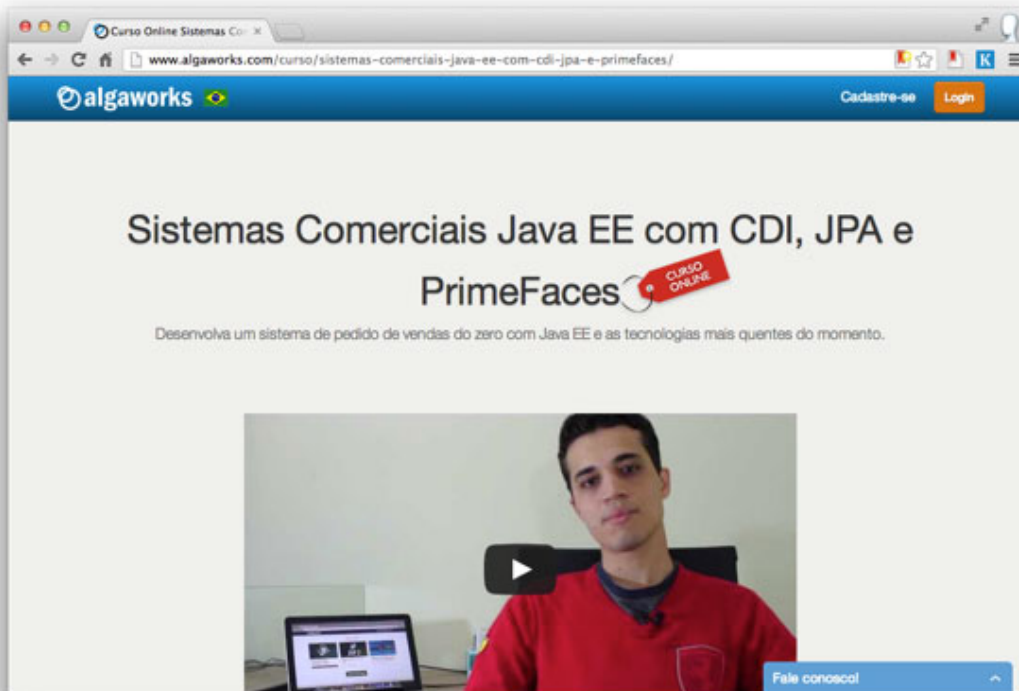 Curso Online Sistemas Co
www.algaworks.com/curso/sistemas-comerciais-java-ee-com-cdi-jpa-e-primefaces/
K
algaworks
Cadastre-se
Login
Sistemas Comerciais Java EE com CDI, JPA e
PrimeFaces
CURSO
ONLINE
Desenvolva um sistema de pedido de vendas do zero com Java EE e as tecnologias mais quentes do momento.
Fale conosco!